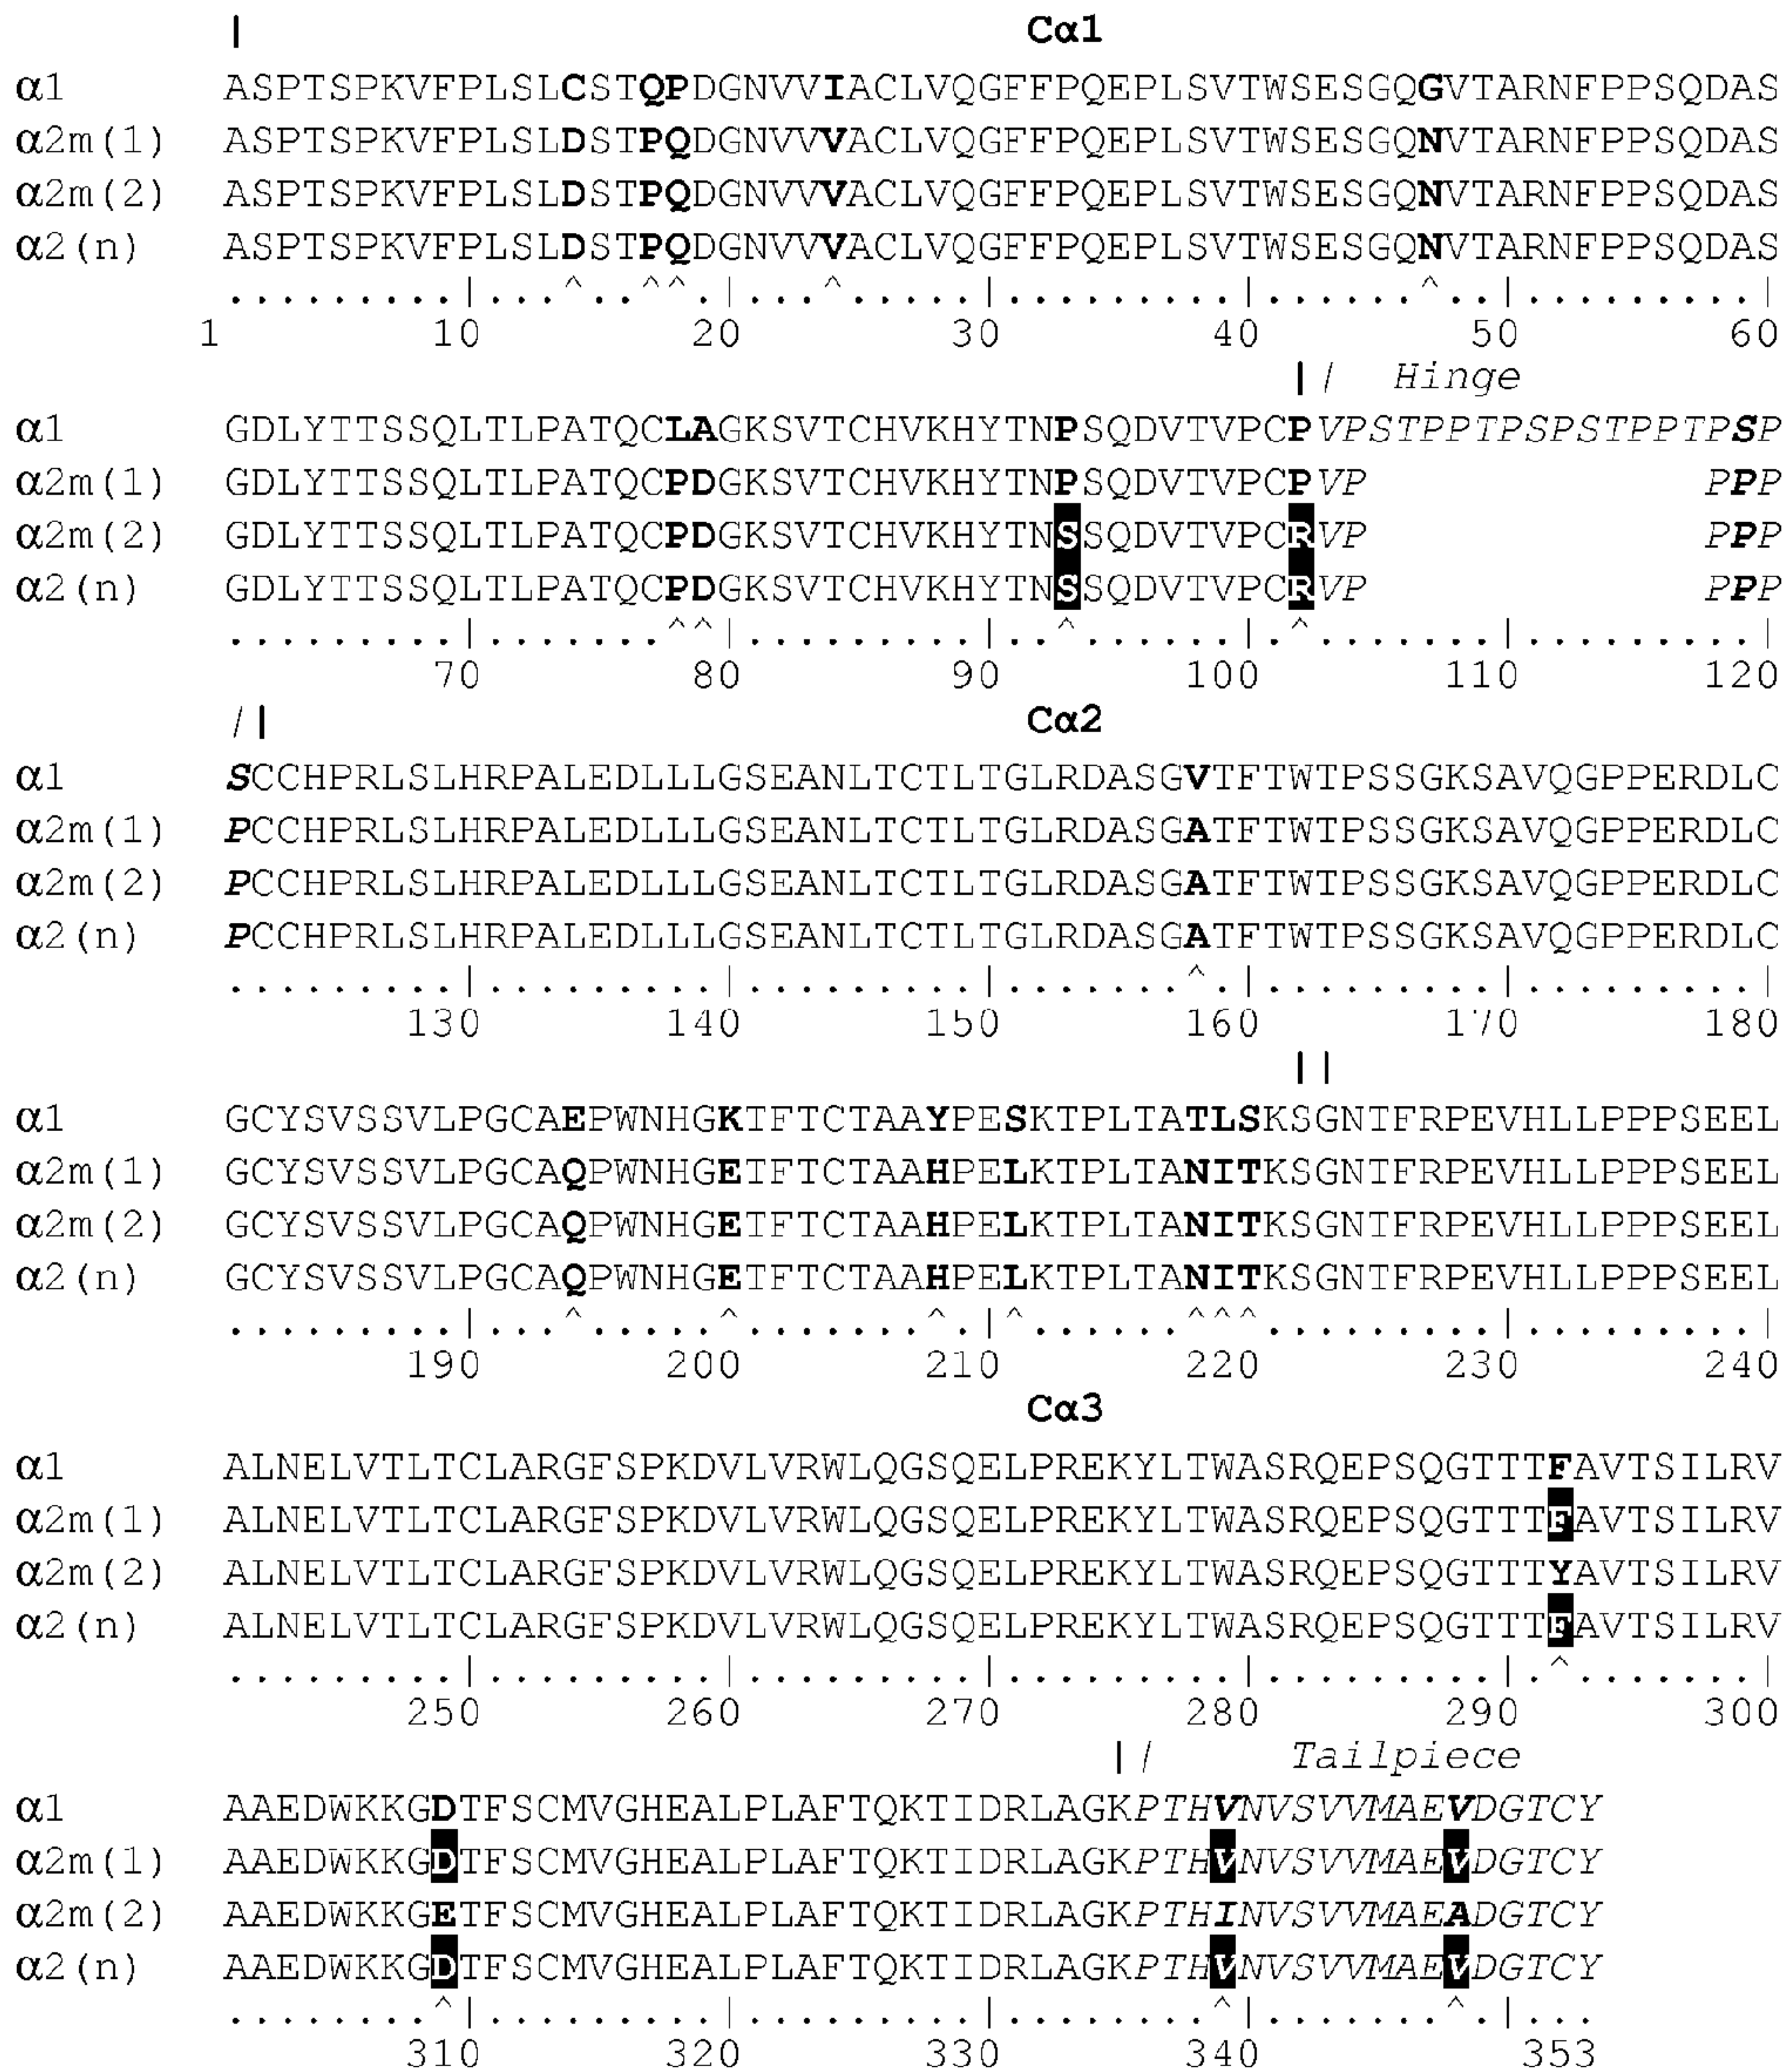 | Cα1
α1 ASPTSPKVFPLSLCSTQPDGNVVIACLVQGFFPQEPLSVTWSESGQGVTARNFPPSQDAS
α2m(1) ASPTSPKVFPLSLDSTPQDGNVVVACLVQGFFPQEPLSVTWSESGQNVTARNFPPSQDAS
α2m(2) ASPTSPKVFPLSLDSTPQDGNVVVACLVQGFFPQEPLSVTWSESGQNVTARNFPPSQDAS
α2(n) ASPTSPKVFPLSLDSTPQDGNVVVACLVQGFFPQEPLSVTWSESGQNVTARNFPPSQDAS
.........|...^..^^.|...^.....|.........|......^..|.........|
1 10 20 30 40 50 60
| / Hinge
α1 GDLYTTSSQLTLPATQCLAGKSVTCHVKHYTNPSQDVTVPCPVPSTPPTPSPSTPPTPSP
α2m(1) GDLYTTSSQLTLPATQCPDGKSVTCHVKHYTNPSQDVTVPCPVP PPP
α2m(2) GDLYTTSSQLTLPATQCPDGKSVTCHVKHYTNSSQDVTVPCRVP PPP
α2(n) GDLYTTSSQLTLPATQCPDGKSVTCHVKHYTNSSQDVTVPCRVP PPP
.........|.......^^|.........|..^......|.^.......|.........|
70 80 90 100 110 120
/ | Cα2
α1 SCCHPRLSLHRPALEDLLLGSEANLTCTLTGLRDASGVTFTWTPSSGKSAVQGPPERDLC
α2m(1) PCCHPRLSLHRPALEDLLLGSEANLTCTLTGLRDASGATFTWTPSSGKSAVQGPPERDLC
α2m(2) PCCHPRLSLHRPALEDLLLGSEANLTCTLTGLRDASGATFTWTPSSGKSAVQGPPERDLC
α2(n) PCCHPRLSLHRPALEDLLLGSEANLTCTLTGLRDASGATFTWTPSSGKSAVQGPPERDLC
.........|.........|.........|.......^.|.........|.........|
130 140 150 160 170 180
| |
α1 GCYSVSSVLPGCAEPWNHGKTFTCTAAYPESKTPLTATLSKSGNTFRPEVHLLPPPSEEL
α2m(1) GCYSVSSVLPGCAQPWNHGETFTCTAAHPELKTPLTANITKSGNTFRPEVHLLPPPSEEL
α2m(2) GCYSVSSVLPGCAQPWNHGETFTCTAAHPELKTPLTANITKSGNTFRPEVHLLPPPSEEL
α2(n) GCYSVSSVLPGCAQPWNHGETFTCTAAHPELKTPLTANITKSGNTFRPEVHLLPPPSEEL
.........|...^.....^.......^.|^......^^^.........|.........|
190 200 210 220 230 240
Cα3
α1 ALNELVTLTCLARGFSPKDVLVRWLQGSQELPREKYLTWASRQEPSQGTTTFAVTSILRV
α2m(1) ALNELVTLTCLARGFSPKDVLVRWLQGSQELPREKYLTWASRQEPSQGTTTFAVTSILRV
α2m(2) ALNELVTLTCLARGFSPKDVLVRWLQGSQELPREKYLTWASRQEPSQGTTTYAVTSILRV
α2(n) ALNELVTLTCLARGFSPKDVLVRWLQGSQELPREKYLTWASRQEPSQGTTTFAVTSILRV
.........|.........|.........|.........|.........|.^.......|
250 260 270 280 290 300
| / Tailpiece
α1 AAEDWKKGDTFSCMVGHEALPLAFTQKTIDRLAGKPTHVNVSVVMAEVDGTCY
α2m(1) AAEDWKKGDTFSCMVGHEALPLAFTQKTIDRLAGKPTHVNVSVVMAEVDGTCY
α2m(2) AAEDWKKGETFSCMVGHEALPLAFTQKTIDRLAGKPTHINVSVVMAEADGTCY
α2(n) AAEDWKKGDTFSCMVGHEALPLAFTQKTIDRLAGKPTHVNVSVVMAEVDGTCY
........^|.........|.........|........^|.......^.|...
310 320 330 340 353